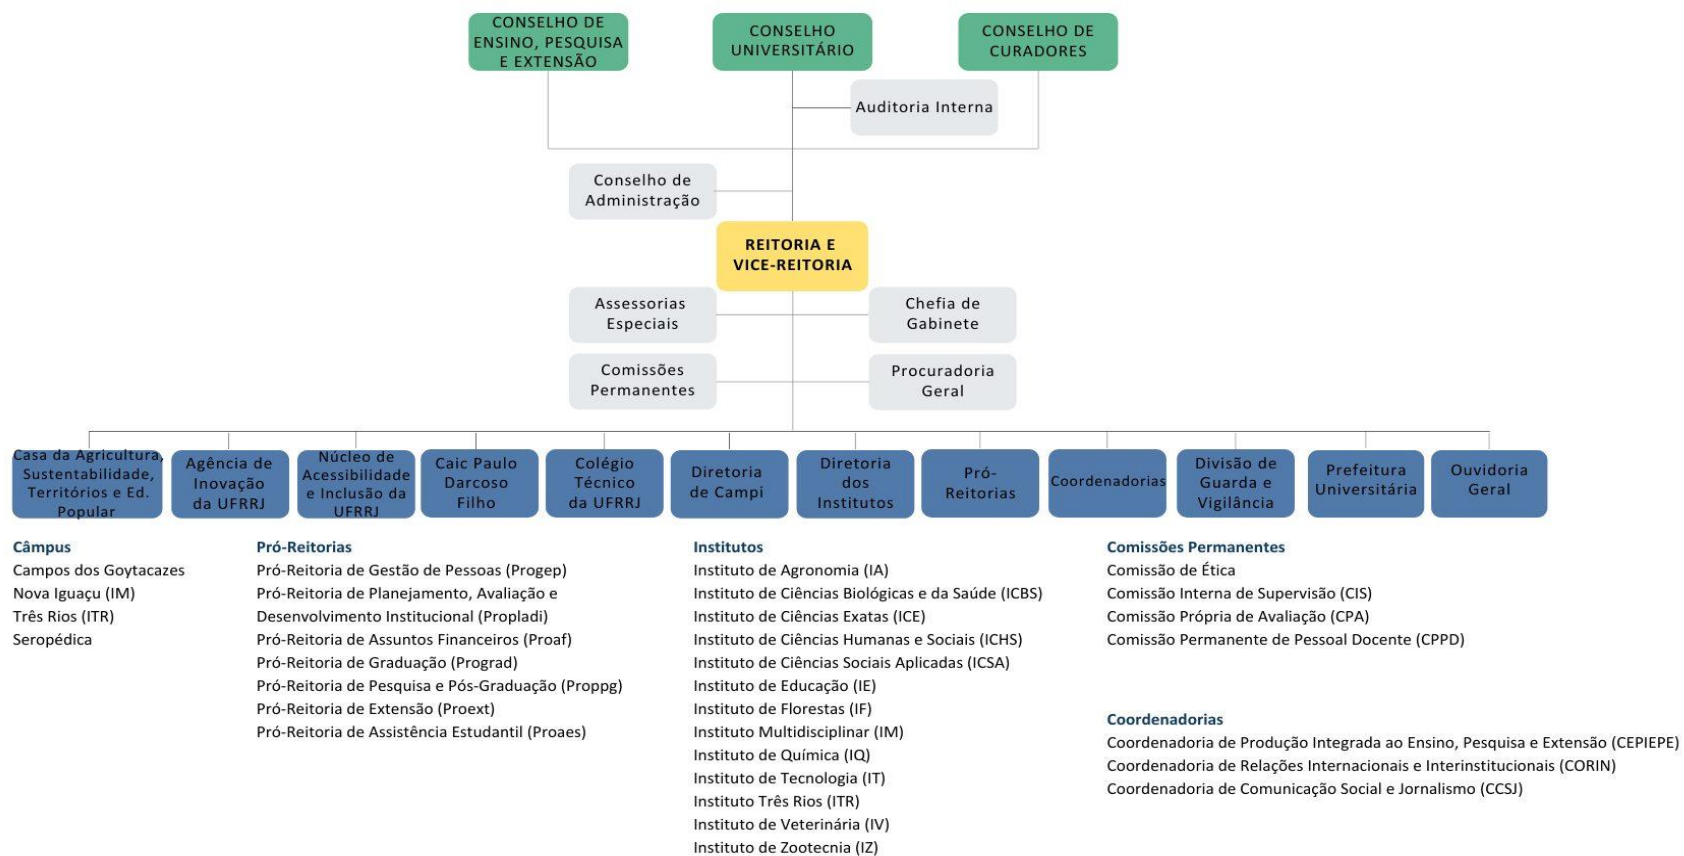 CONSELHO DE
ENSINO, PESQUISA
E EXTENSÃO
CONSELHO
UNIVERSITÁRIO
CONSELHO DE
CURADORES
Auditoria Interna
Conselho de
Administração
REITORIA E
VICE-REITORIA
Assessorias
Especiais
Chefia de
Gabinete
Comissões
Permanentes
Procuradoria
Geral
Casa da Agricultura,
Sustentabilidade,
Territórios e Ed.
Popular
Agência de
Inovação
da UFRRJ
Núcleo de
Acessibilidade
e Inclusão da
UFRRJ
Caic Paulo
Darcoso
Filho
Colégio
Técnico
da UFRRJ
Diretoria
de Campi
Diretoria
dos
Institutos
Pró-
Reitorias
Coordenadorias
Divisão de
Guarda e
Vigilância
Prefeitura
Universitária
Ouvidoria
Geral
Câmpus
Campos dos Goytacazes
Nova Iguaçu (IM)
Três Rios (ITR)
Seropédica
Pró-Reitorias
Pró-Reitoria de Gestão de Pessoas (Progep)
Pró-Reitoria de Planejamento, Avaliação e
Desenvolvimento Institucional (Propladi)
Pró-Reitoria de Assuntos Financeiros (Proaf)
Pró-Reitoria de Graduação (Prograd)
Pró-Reitoria de Pesquisa e Pós-Graduação (Proppg)
Pró-Reitoria de Extensão (Proext)
Pró-Reitoria de Assistência Estudantil (Proaes)
Institutos
Instituto de Agronomia (IA)
Instituto de Ciências Biológicas e da Saúde (ICBS)
Instituto de Ciências Exatas (ICE)
Instituto de Ciências Humanas e Sociais (ICHS)
Instituto de Ciências Sociais Aplicadas (ICSA)
Instituto de Educação (IE)
Instituto de Florestas (IF)
Instituto Multidisciplinar (IM)
Instituto de Química (IQ)
Instituto de Tecnologia (IT)
Instituto Três Rios (ITR)
Instituto de Veterinária (IV)
Instituto de Zootecnia (IZ)
Comissões Permanentes
Comissão de Ética
Comissão Interna de Supervisão (CIS)
Comissão Própria de Avaliação (CPA)
Comissão Permanente de Pessoal Docente (CPPD)
Coordenadorias
Coordenadoria de Produção Integrada ao Ensino, Pesquisa e Extensão (CEPIEPE)
Coordenadoria de Relações Internacionais e Interinstitucionais (CORIN)
Coordenadoria de Comunicação Social e Jornalismo (CCSJ)